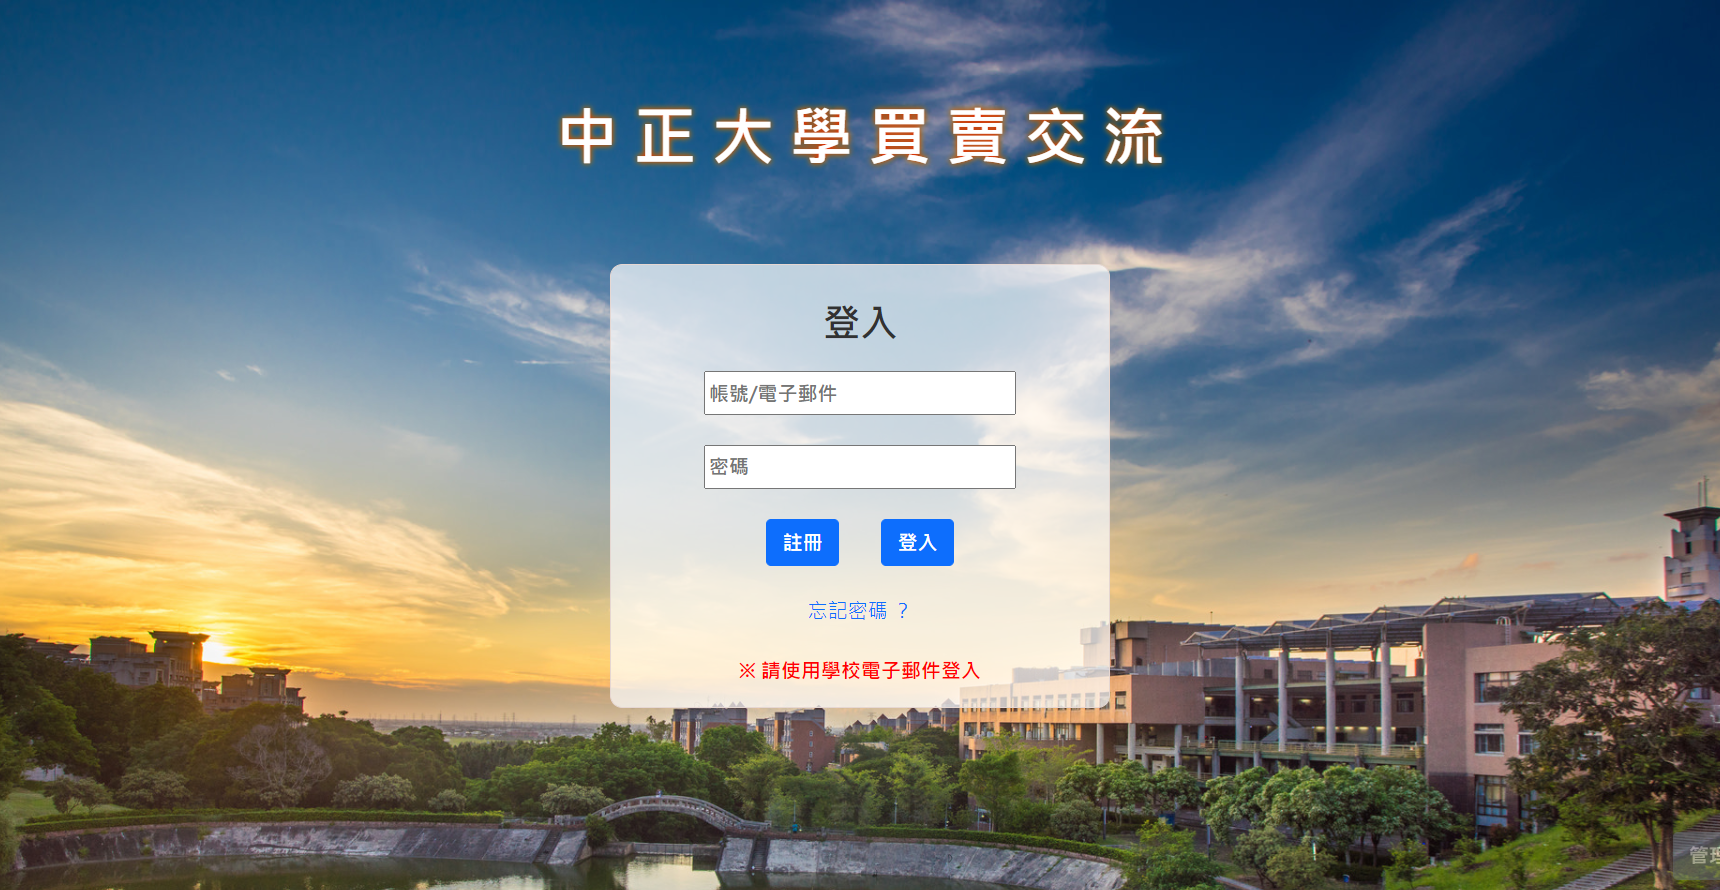 中正大學買賣交流
登入
帳號/電子郵件
密碼
註冊
登入
忘記密碼 ？
※ 請使用學校電子郵件登入
管理